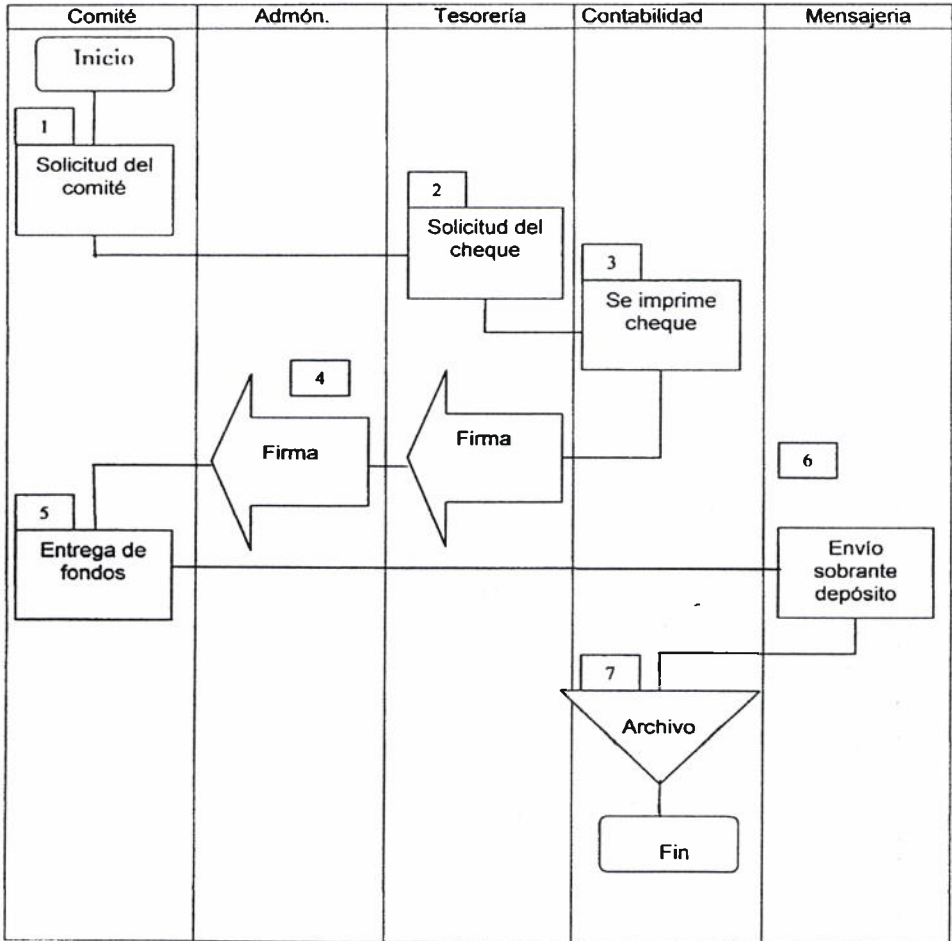 Comité
Admón.
Tesorería
Contabilidad
Mensajeria
Inicio
1
Solicitud del
comité
2
Solicitud del
cheque
3
Se imprime
cheque
4
Firma
Firma
5
Entrega de
fondos
6
Envío
sobrante
depósito
7
Archivo
Fin